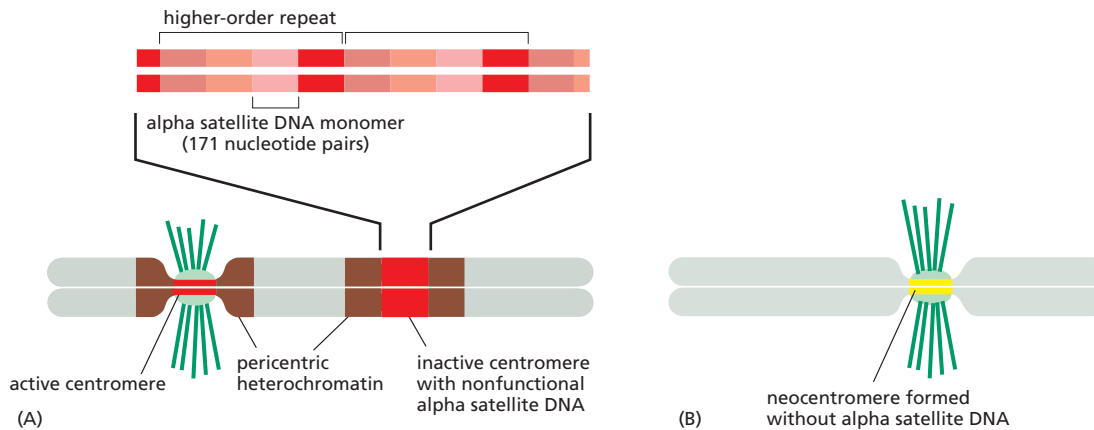 higher-order repeat
alpha satellite DNA monomer
(171 nucleotide pairs)
active centromere
pericentric
heterochromatin
inactive centromere
with nonfunctional
alpha satellite DNA
(A)
neocentromere formed
without alpha satellite DNA
(B)